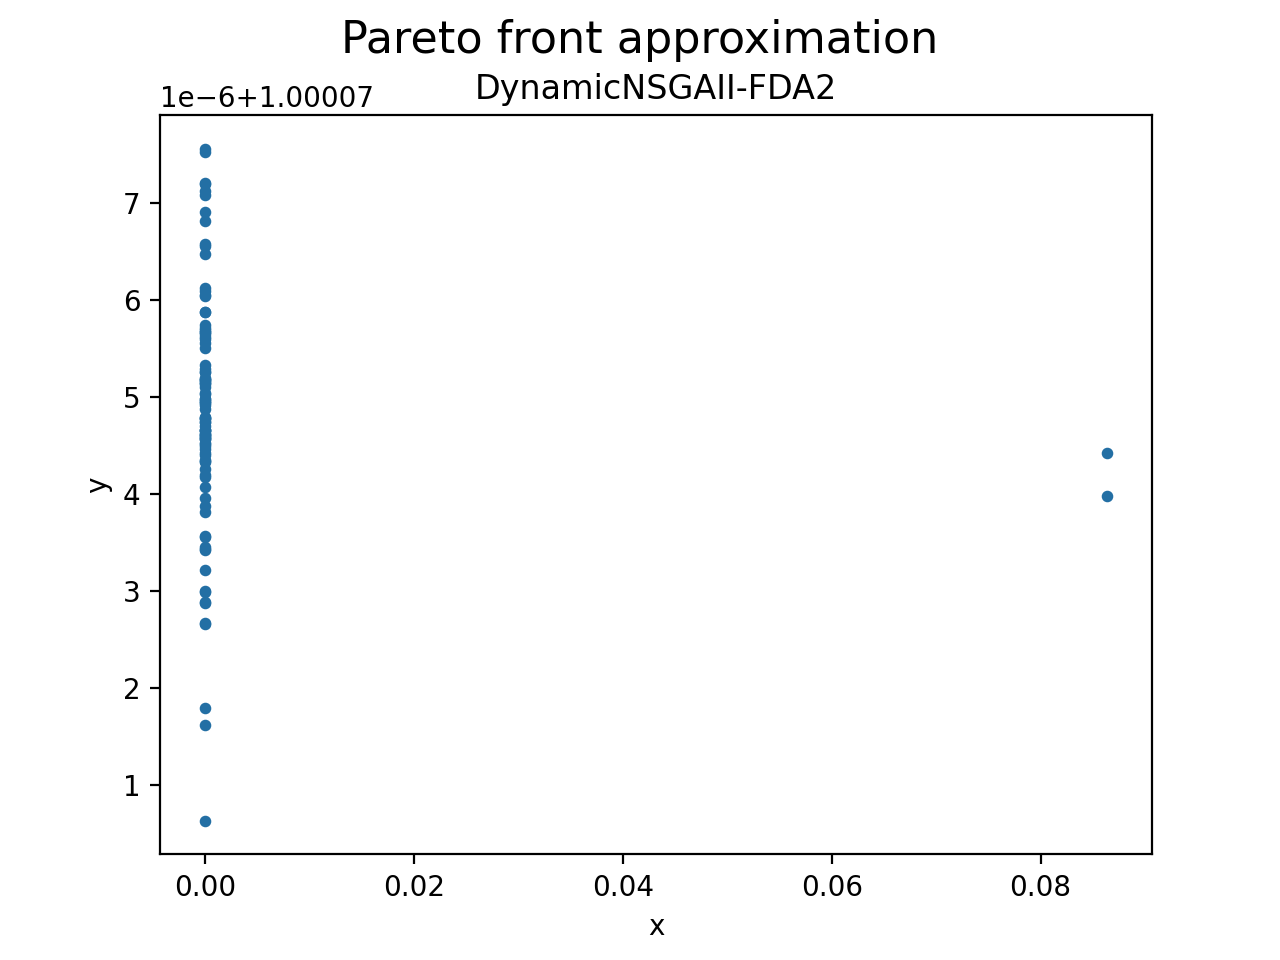 Pareto front approximation
DynamicNSGAII-FDA2
1e−6+1.00007
7
6
5
4
3
2
1
y
0.00 0.02 0.04 0.06 0.08
x